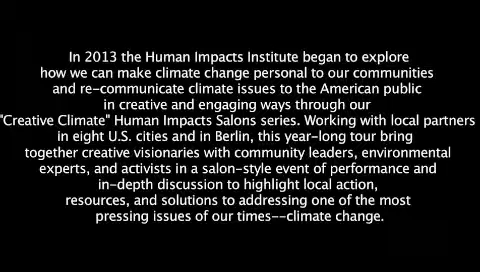 In 2013 the Human Impacts Institute began to explore
how we can make climate change personal to our communities
and re-communicate climate issues to the American public
in creative and engaging ways through our
"Creative Climate" Human Impacts Salons series. Working with local partners
in eight U.S. cities and in Berlin, this year-long tour bring
together creative visionaries with community leaders, environmental
experts, and activists in a salon-style event of performance and
in-depth discussion to highlight local action,
resources, and solutions to addressing one of the most
pressing issues of our times--climate change.